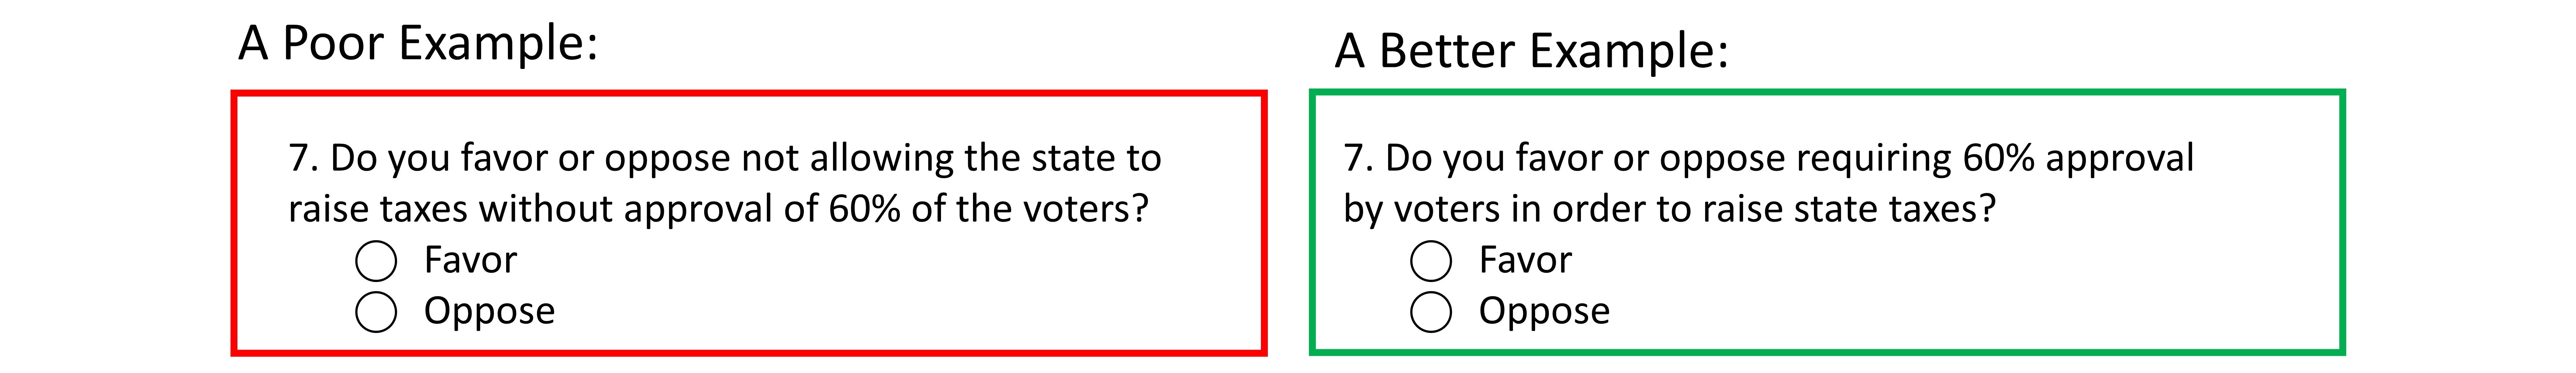 A Poor Example:
7. Do you favor or oppose not allowing the state to
raise taxes without approval of 60% of the voters?
Favor
Oppose
A Better Example:
7. Do you favor or oppose requiring 60% approval
by voters in order to raise state taxes?
Favor
Oppose